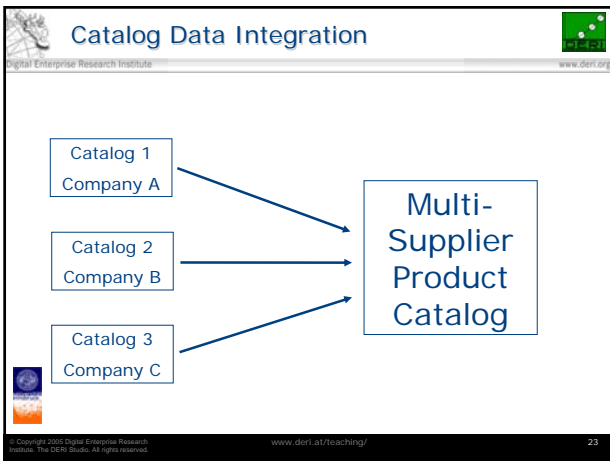 Catalog Data Integration
DERI
Digital Enterprise Research Institute
www.deri.org
Catalog 1
Company A
Catalog 2
Company B
Catalog 3
Company C
Multi-
Supplier
Product
Catalog
© Copyright 2005 Digital Enterprise Research
Institute. The DERI Studio. All rights reserved.
www.deri.at/teaching/
23